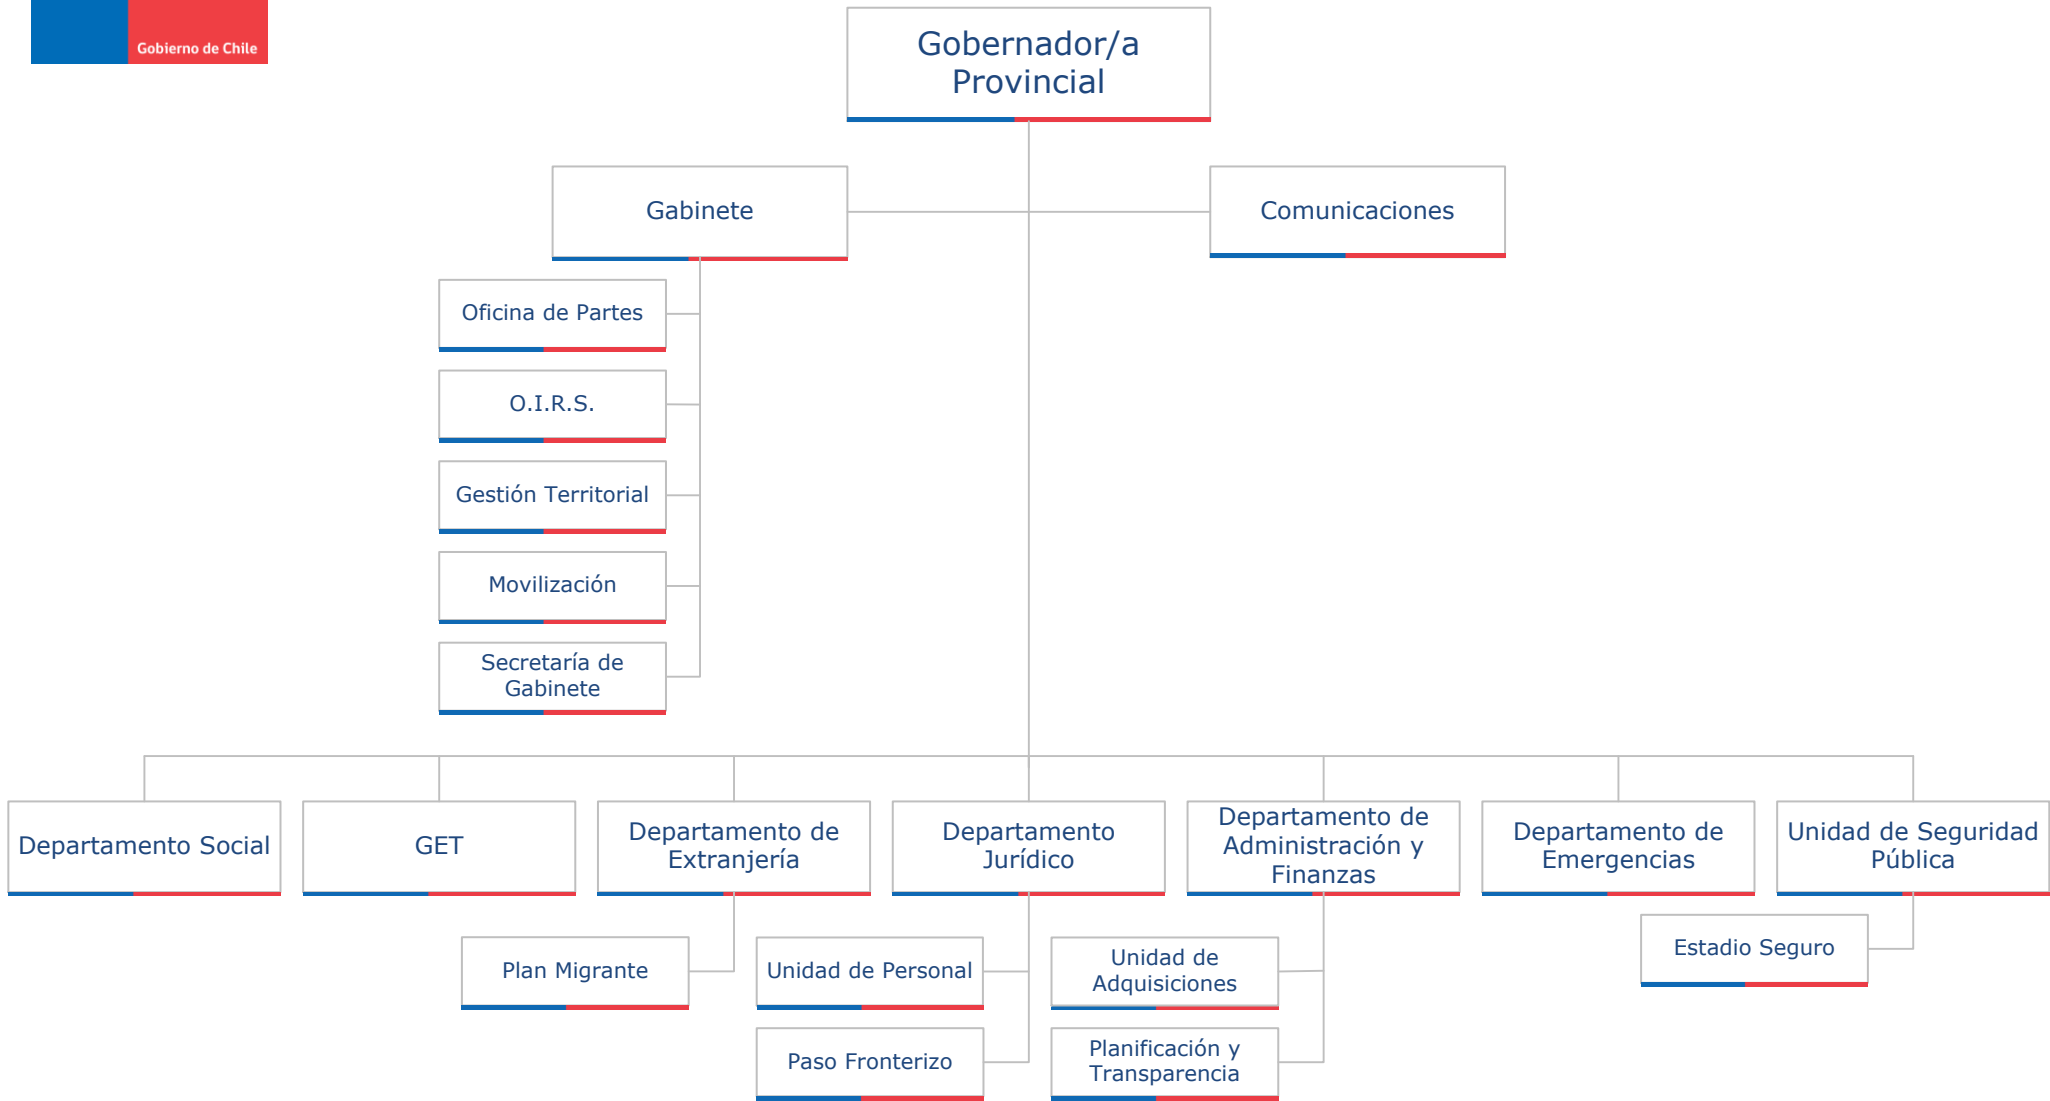 Gobierno de Chile
Gobernador/a
Provincial
Gabinete
Comunicaciones
Oficina de Partes
O.I.R.S.
Gestión Territorial
Movilización
Secretaría de
Gabinete
Departamento Social
GET
Departamento de
Extranjería
Departamento
Jurídico
Departamento de
Administración y
Finanzas
Departamento de
Emergencias
Unidad de Seguridad
Pública
Plan Migrante
Unidad de Personal
Paso Fronterizo
Unidad de
Adquisiciones
Planificación y
Transparencia
Estadio Seguro